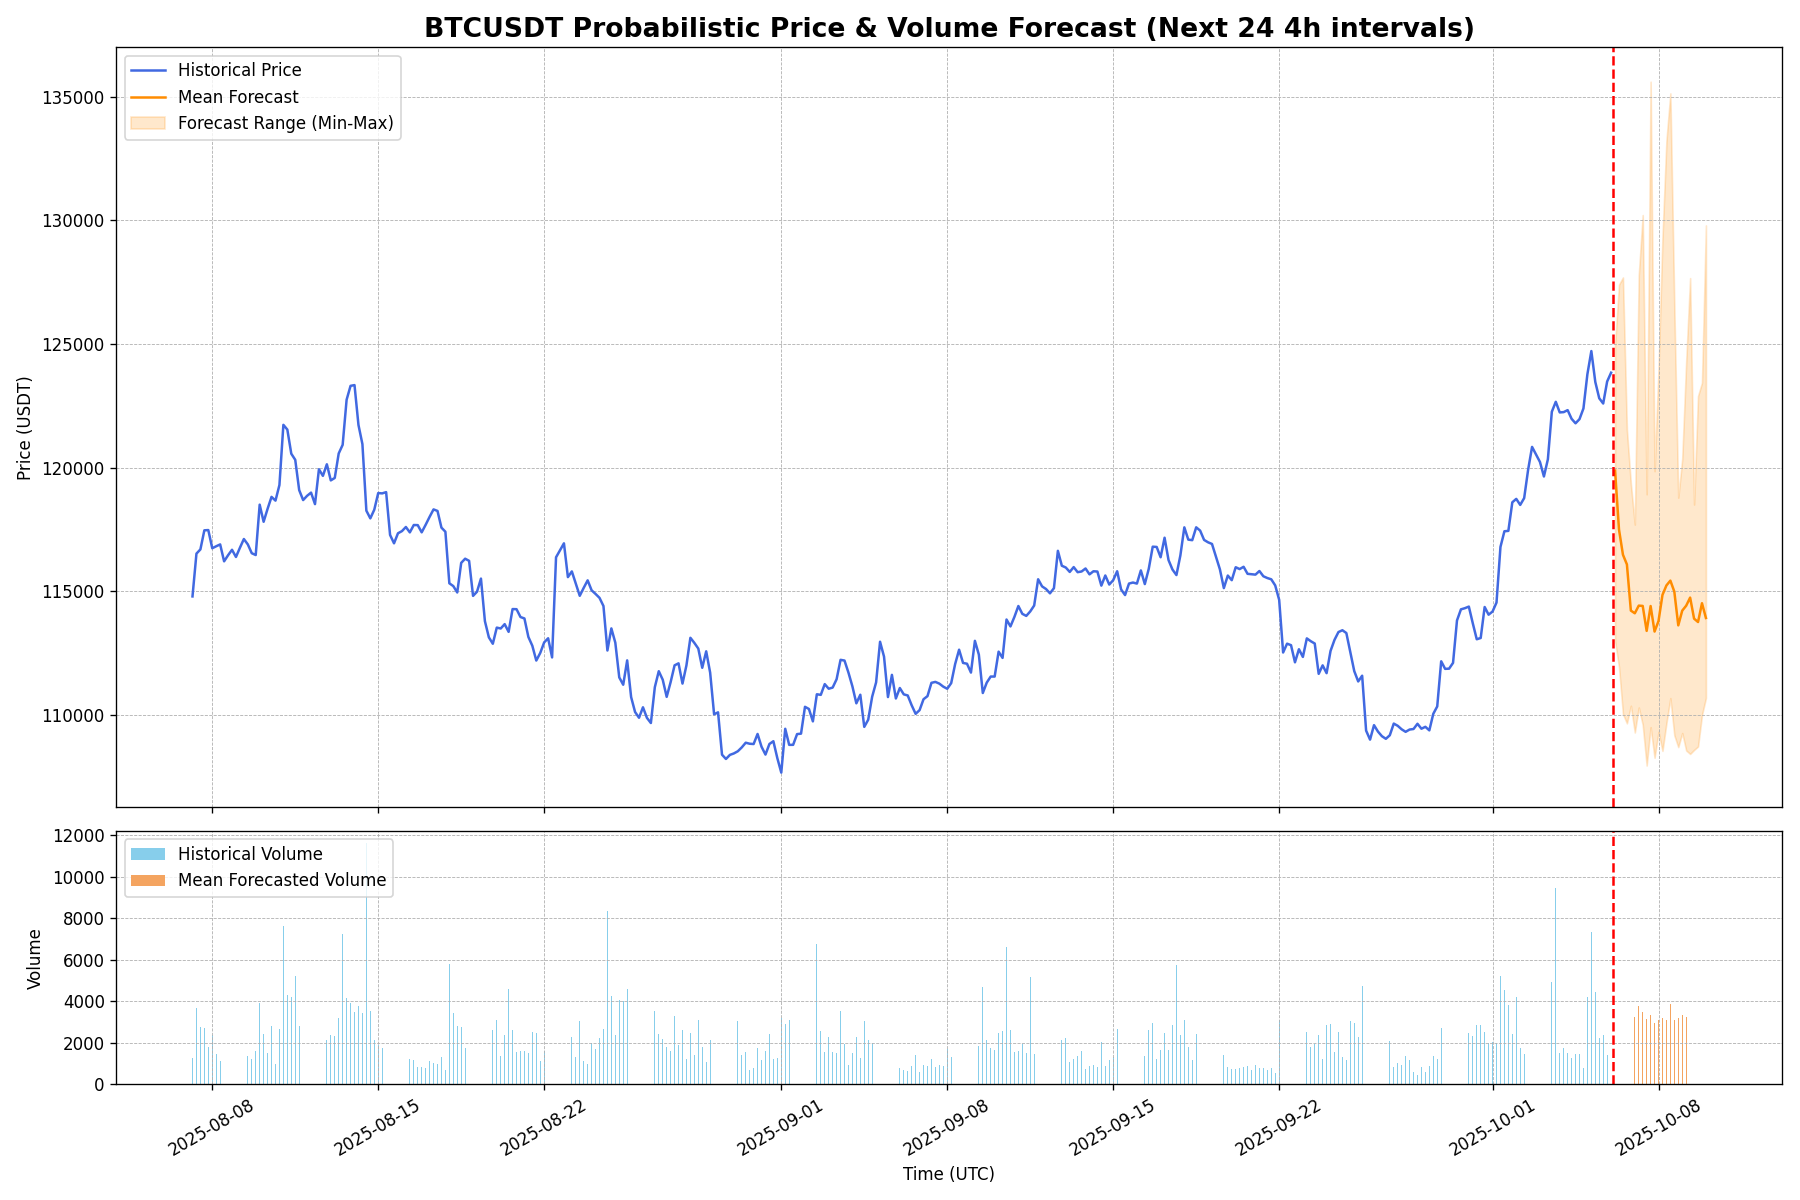 BTCUSDT Probabilistic Price & Volume Forecast (Next 24 4h intervals)
Historical Price
Mean Forecast
Forecast Range (Min-Max)
135000
130000
125000
120000
115000
110000
Price (USDT)
Historical Volume
Mean Forecasted Volume
12000
10000
8000
6000
4000
2000
0
Volume
2025-08-08
2025-08-15
2025-08-22
2025-09-01
2025-09-08
2025-09-15
2025-09-22
2025-10-01
2025-10-08
Time (UTC)